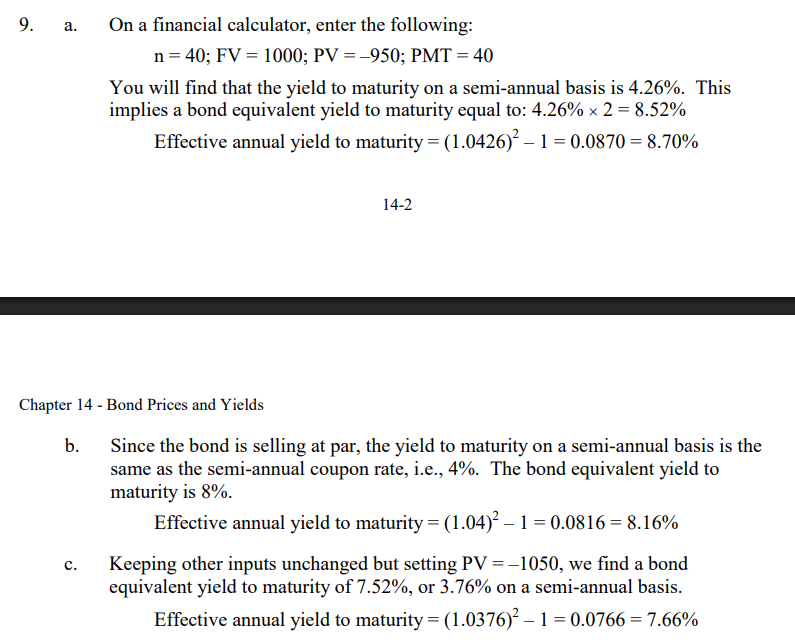 9. a. On a financial calculator, enter the following:
n = 40; FV = 1000; PV = –950; PMT = 40
You will find that the yield to maturity on a semi-annual basis is 4.26%. This
implies a bond equivalent yield to maturity equal to: 4.26% × 2 = 8.52%
Effective annual yield to maturity = (1.0426)² – 1 = 0.0870 = 8.70%
14-2
Chapter 14 - Bond Prices and Yields
b. Since the bond is selling at par, the yield to maturity on a semi-annual basis is the
same as the semi-annual coupon rate, i.e., 4%. The bond equivalent yield to
maturity is 8%.
Effective annual yield to maturity = (1.04)² – 1 = 0.0816 = 8.16%
c. Keeping other inputs unchanged but setting PV = –1050, we find a bond
equivalent yield to maturity of 7.52%, or 3.76% on a semi-annual basis.
Effective annual yield to maturity = (1.0376)² – 1 = 0.0766 = 7.66%